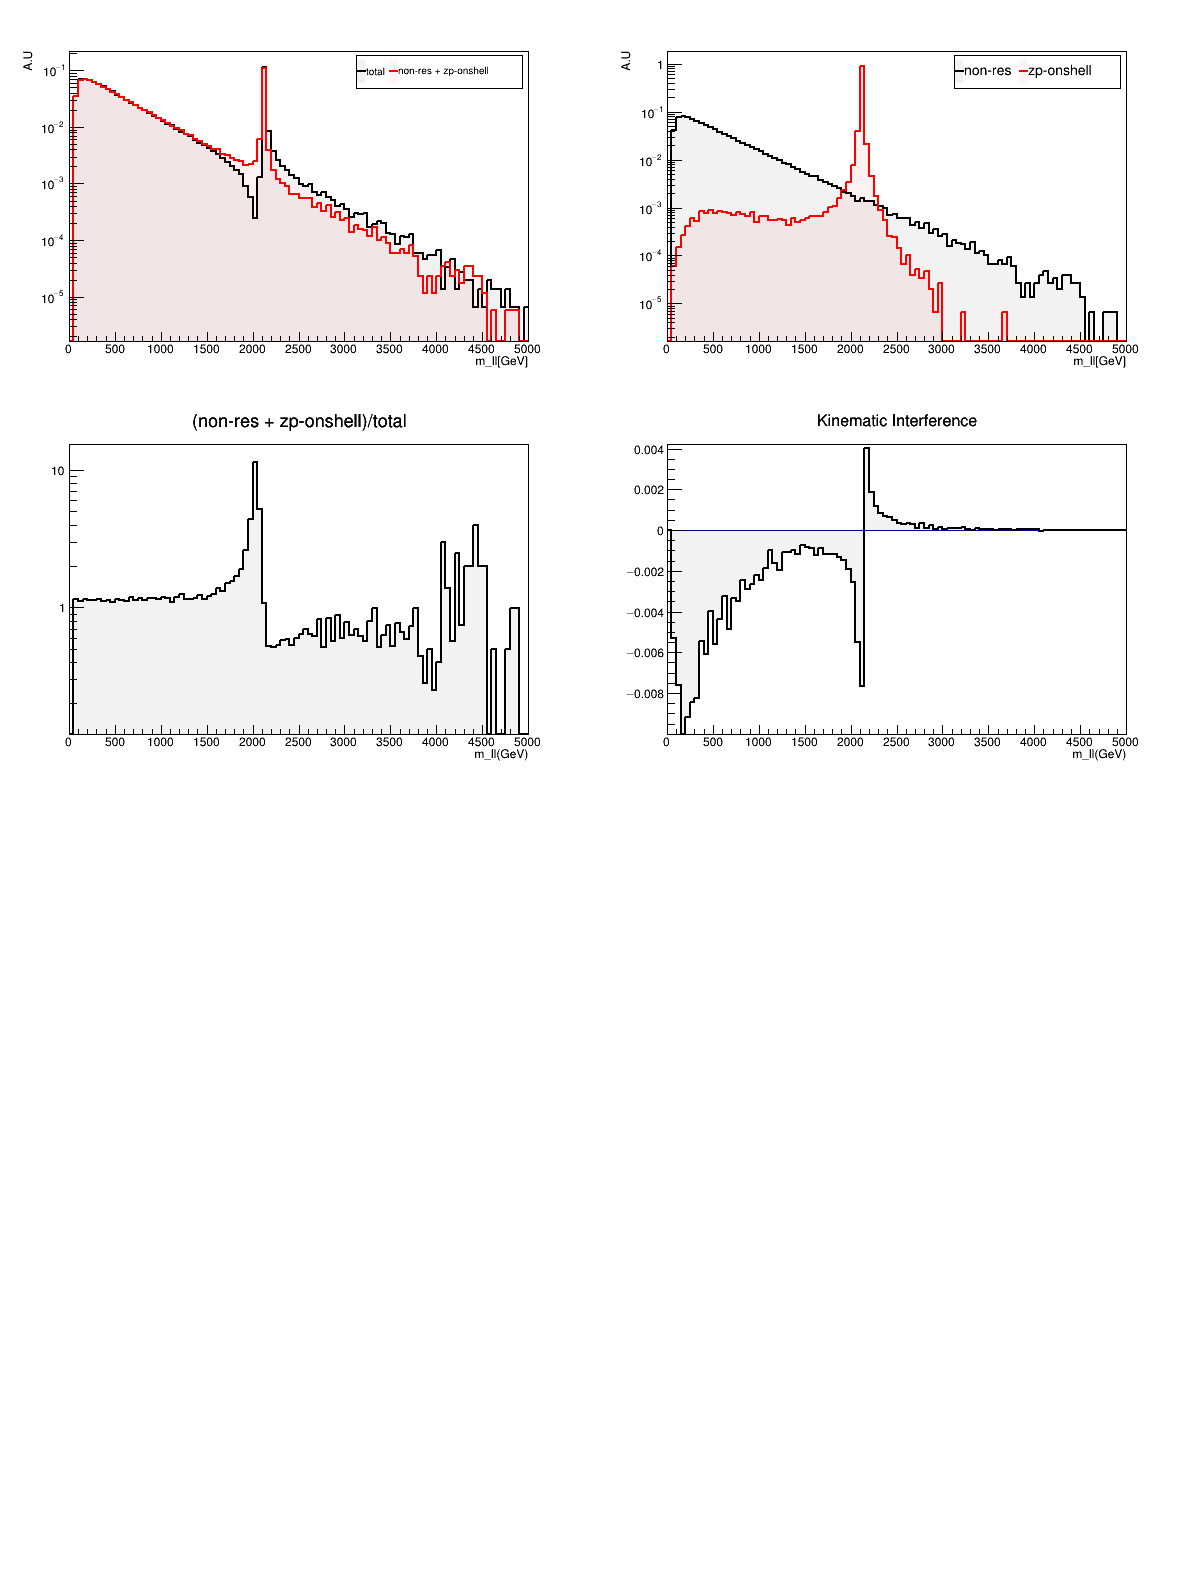 A.U
total non-res + zp-onshell
10−1
10−2
10−3
10−4
10−5
0 500 1000 1500 2000 2500 3000 3500 4000 4500 5000
m_ll[GeV]
A.U
non-res zp-onshell
1
10−1
10−2
10−3
10−4
10−5
0 500 1000 1500 2000 2500 3000 3500 4000 4500 5000
m_ll[GeV]
(non-res + zp-onshell)/total
10
1
0 500 1000 1500 2000 2500 3000 3500 4000 4500 5000
m_ll(GeV)
Kinematic Interference
0.004
0.002
0
−0.002
−0.004
−0.006
−0.008
0 500 1000 1500 2000 2500 3000 3500 4000 4500 5000
m_ll(GeV)